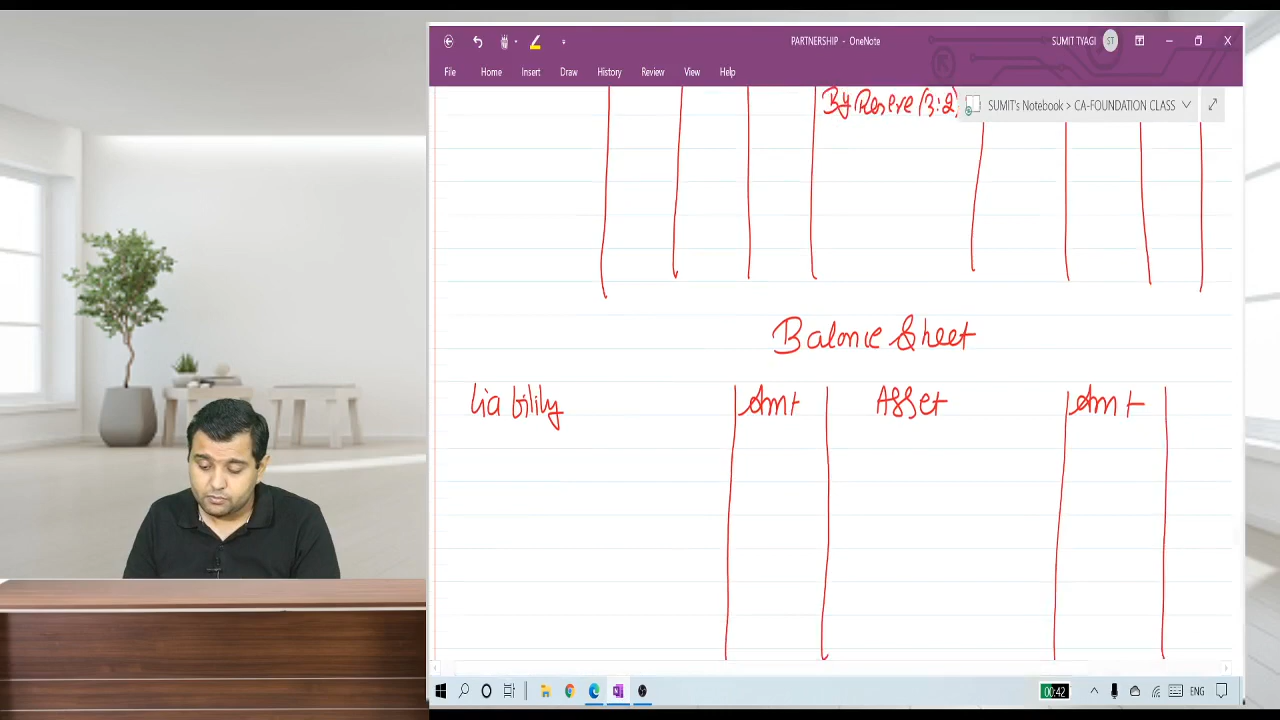 PARTNERSHIP - OneNote
SUMIT TYAGI
ST
File
Home
Insert
Draw
History
Review
View
Help
By Reserve (3:2)
SUMIT's Notebook > CA-FOUNDATION CLASS
Balance Sheet
Liability
Amt
Asset
Amt
00:42
ENG